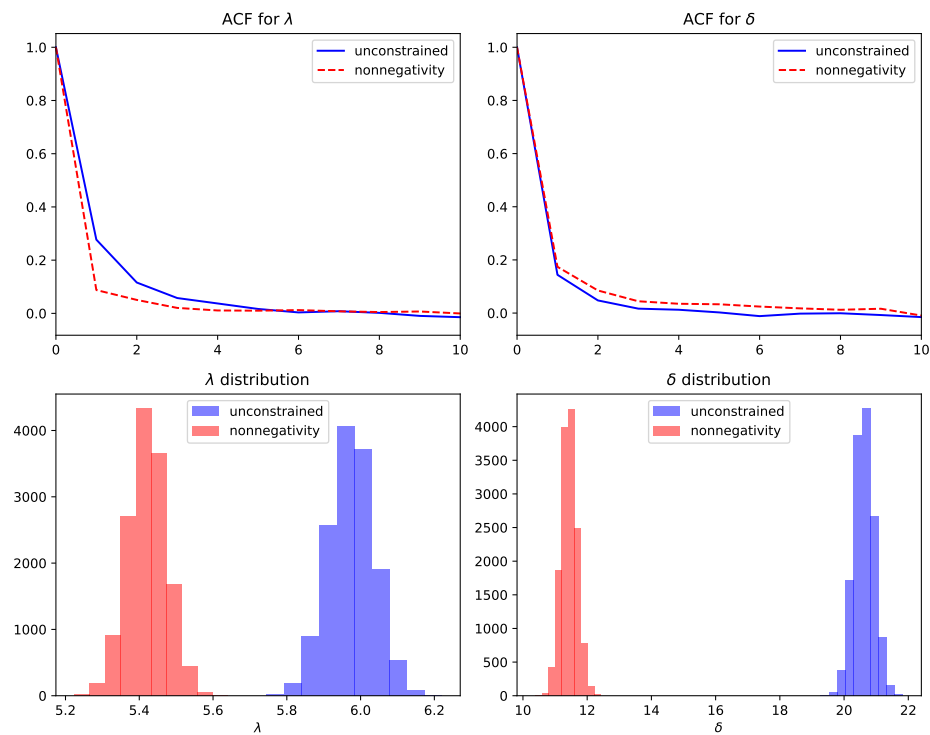 ACF for λ
1.0
0.8
0.6
0.4
0.2
0.0
0 2 4 6 8 10
unconstrained
nonnegativity
ACF for δ
1.0
0.8
0.6
0.4
0.2
0.0
0 2 4 6 8 10
unconstrained
nonnegativity
λ distribution
4000
3000
2000
1000
0
5.2 5.4 5.6 5.8 6.0 6.2
λ
unconstrained
nonnegativity
δ distribution
4000
3500
3000
2500
2000
1500
1000
500
0
10 12 14 16 18 20 22
δ
unconstrained
nonnegativity